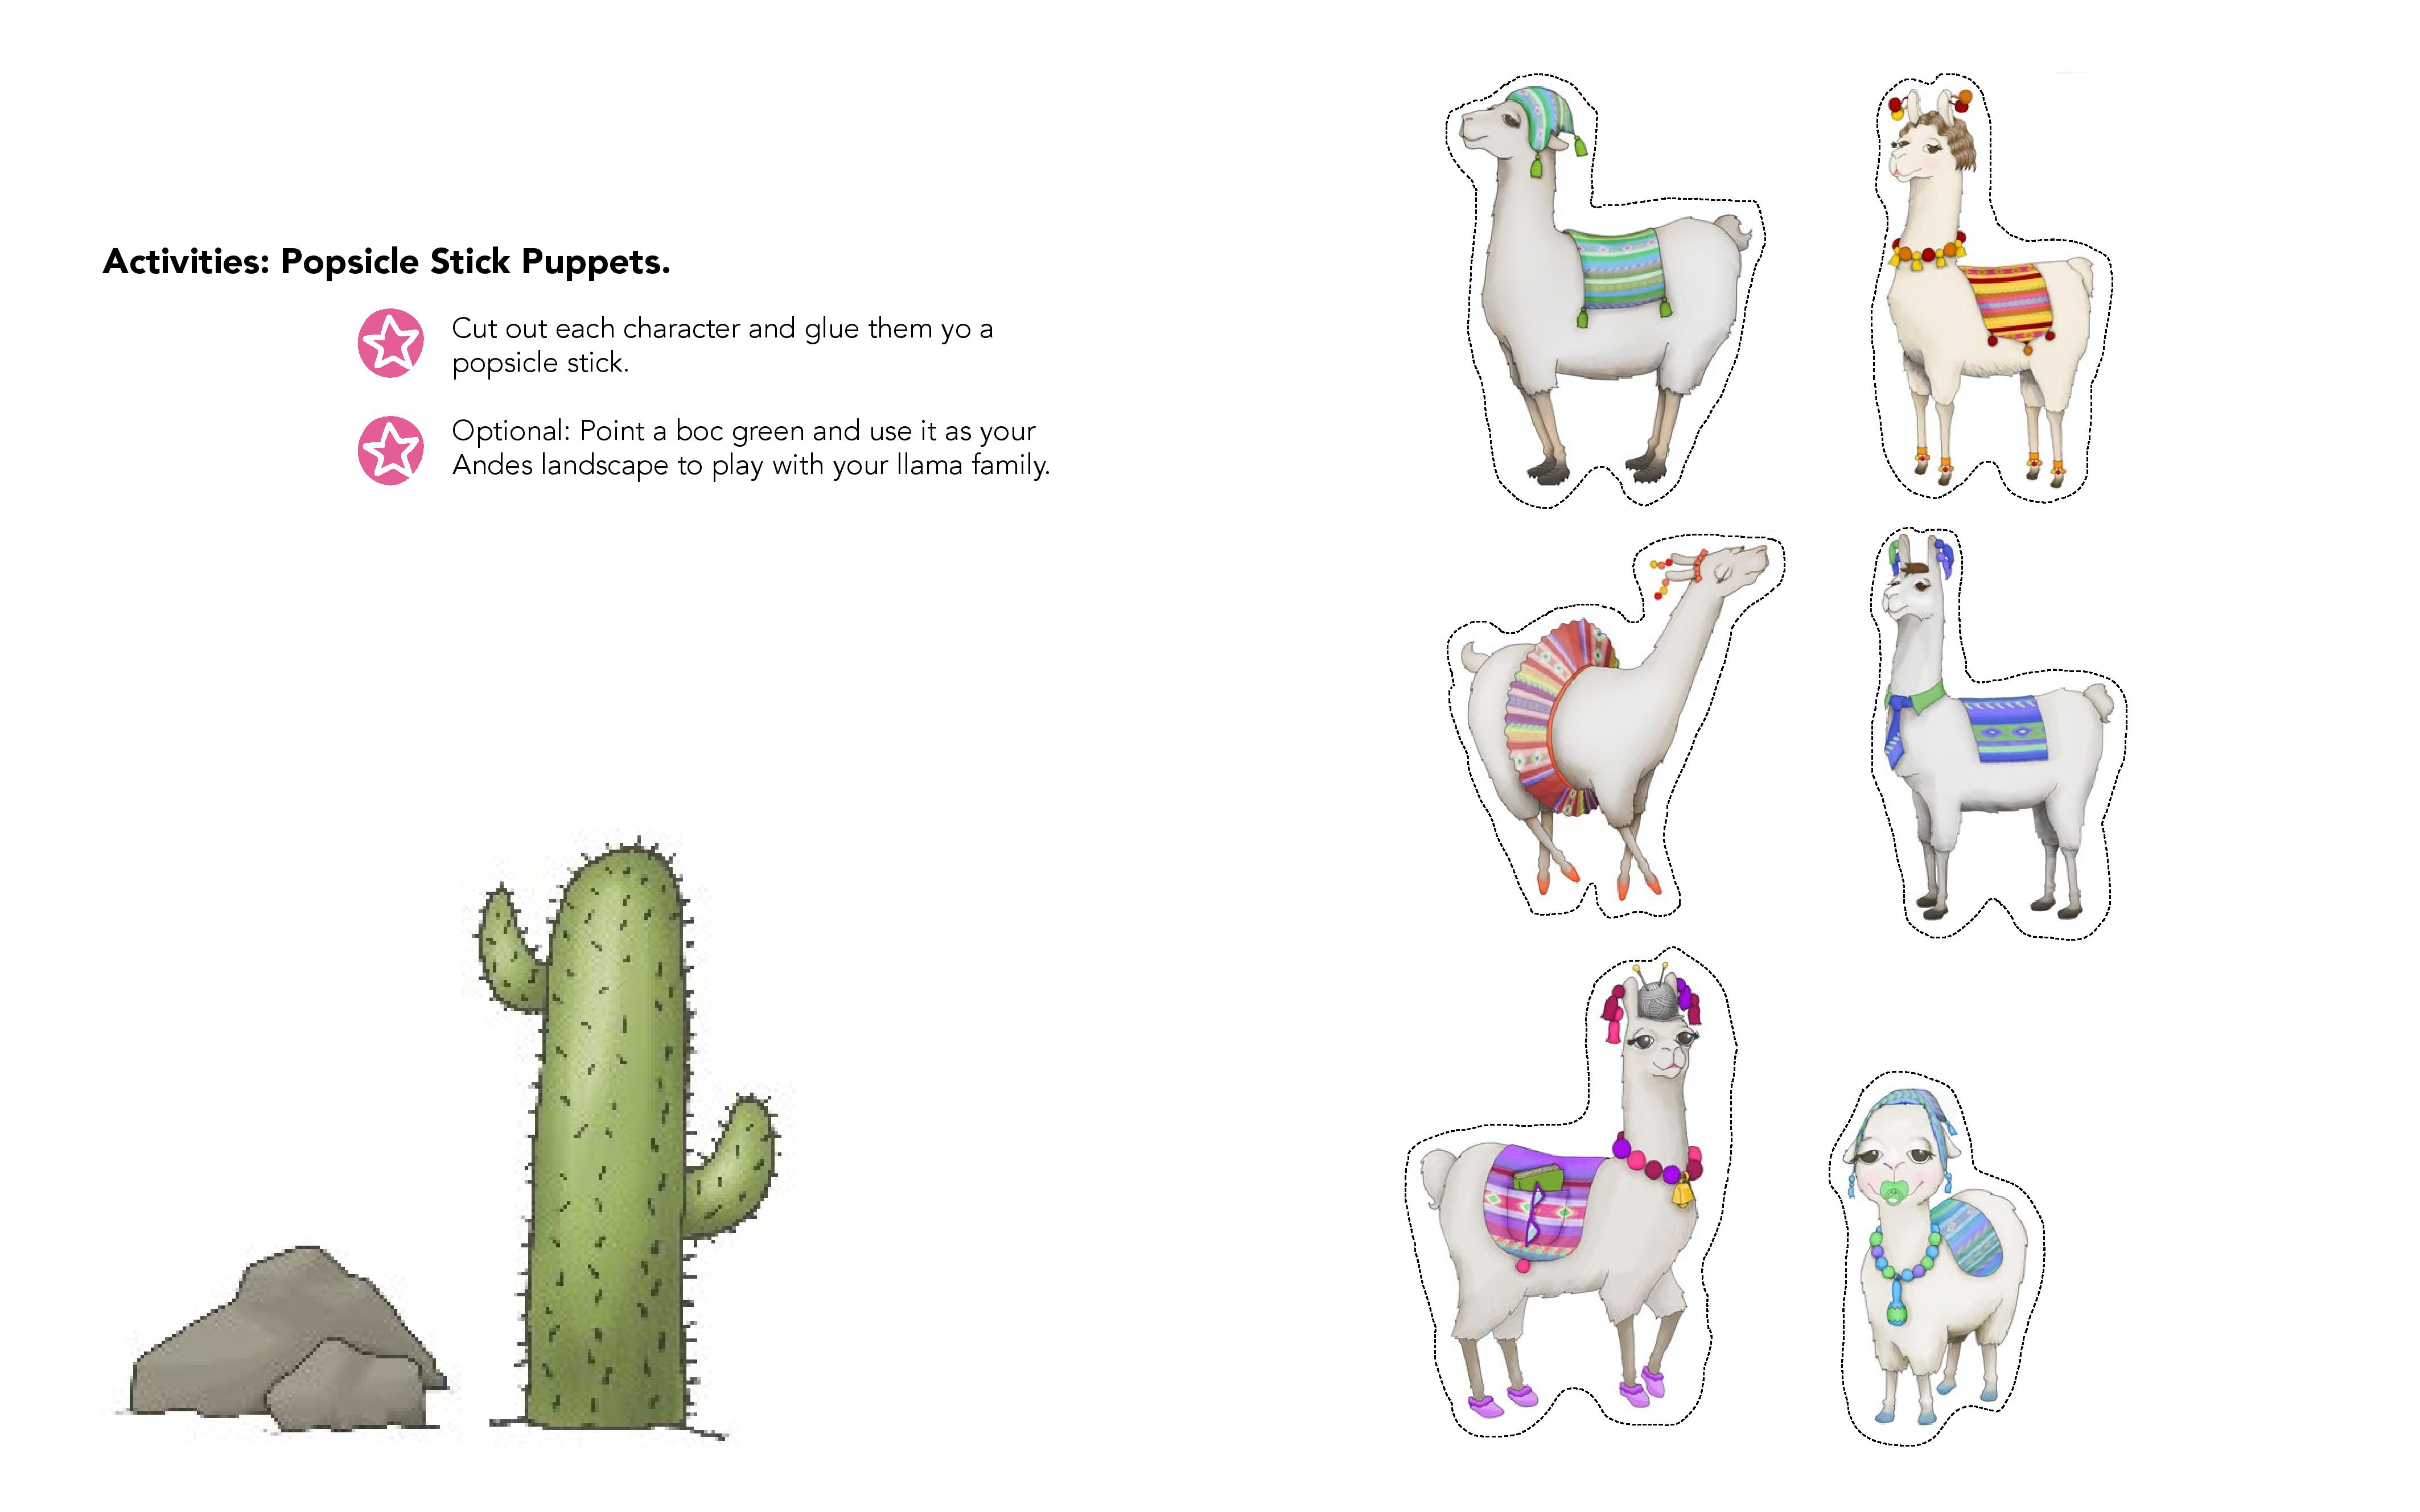 Activities: Popsicle Stick Puppets.
Cut out each character and glue them yo a
popsicle stick.
Optional: Point a boc green and use it as your
Andes landscape to play with your llama family.